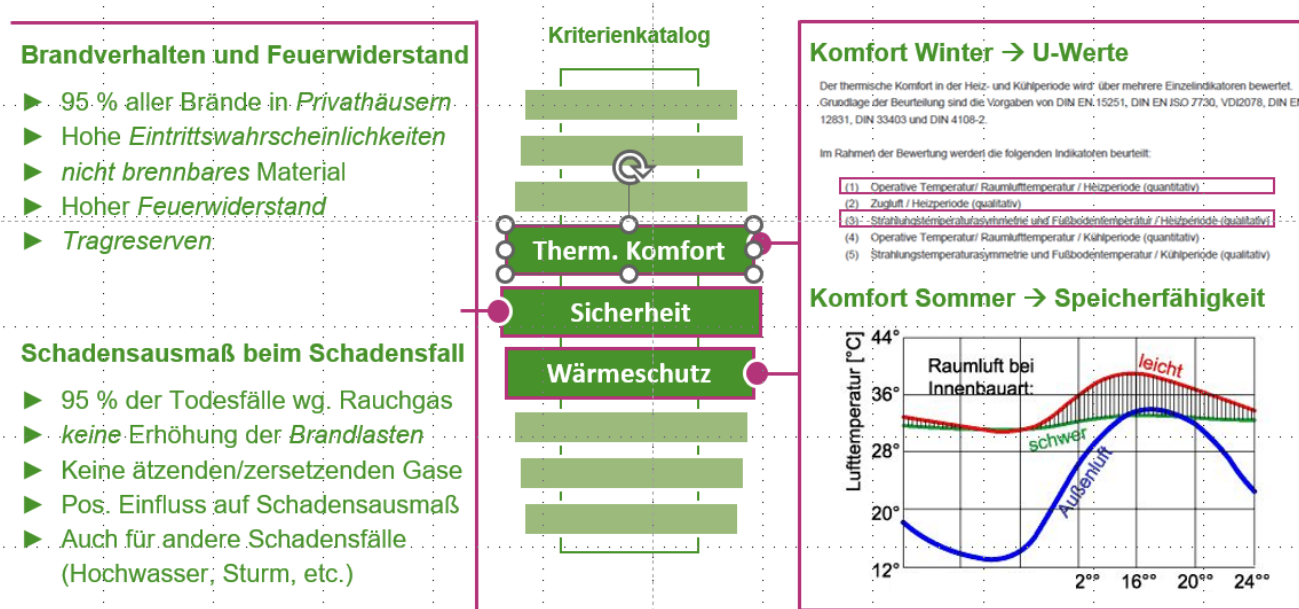 Brandverhalten und Feuerwiderstand
► 95 % aller Brände in Privathäusern
► Hohe Eintrittswahrscheinlichkeiten
► nicht brennbares Material
► Hoher Feuerwiderstand
► Tragreserven
Schadensausmaß beim Schadensfall
► 95 % der Todesfälle wg. Rauchgas
► keine Erhöhung der Brandlasten
► Keine ätzenden/zersetzenden Gase
► Pos. Einfluss auf Schadensausmaß
► Auch für andere Schadensfälle
(Hochwasser, Sturm, etc.)
Kriterienkatalog
Therm. Komfort
Sicherheit
Wärmeschutz
Komfort Winter → U-Werte
Der thermische Komfort in der Heiz- und Kühlperiode wird über mehrere Einzelindikatoren bewertet.
Grundlage der Beurteilung sind die Vorgaben von DIN EN 15251, DIN EN ISO 7730, VDI2078, DIN EN
12831, DIN 33403 und DIN 4108-2.
Im Rahmen der Bewertung werden die folgenden Indikatoren beurteilt:
(1) Operative Temperatur/ Raumlufttemperatur / Heizperiode (quantitativ)
(2) Zugluft / Heizperiode (qualitativ)
(3) Strahlungstemperaturasymmetrie und Fußbodentemperatur / Heizperiode (qualitativ)
(4) Operative Temperatur/ Raumlufttemperatur / Kühlperiode (quantitativ)
(5) Strahlungstemperaturasymmetrie und Fußbodentemperatur / Kühlperiode (qualitativ)
Komfort Sommer → Speicherfähigkeit
Lufttemperatur [°C]
44°
36°
28°
20°
12°
Raumluft bei
Innenbauart:
leicht
schwer
Außenluft
2°° 16°° 20°° 24°°